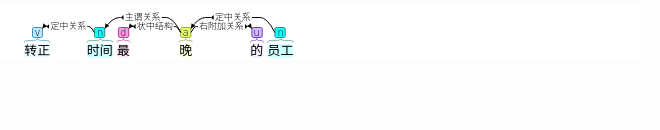 主谓关系 定中关系
定中关系 状中结构 右附加关系
v n d a u n
转正 时间 最 晚 的 员工